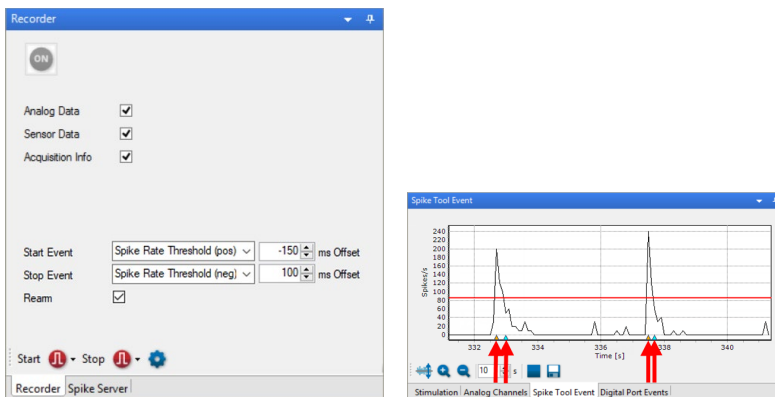 Recorder
ON
Analog Data
Sensor Data
Acquisition Info
Start Event Spike Rate Threshold (pos) -150 ms Offset
Stop Event Spike Rate Threshold (neg) 100 ms Offset
Rearm
Start Stop
Recorder Spike Server
Spike Tool Event
Spikes/s
240
220
200
180
160
140
120
100
80
60
40
20
0
332 334 336 338 340
Time [s]
10 s
Stimulation Analog Channels Spike Tool Event Digital Port Events